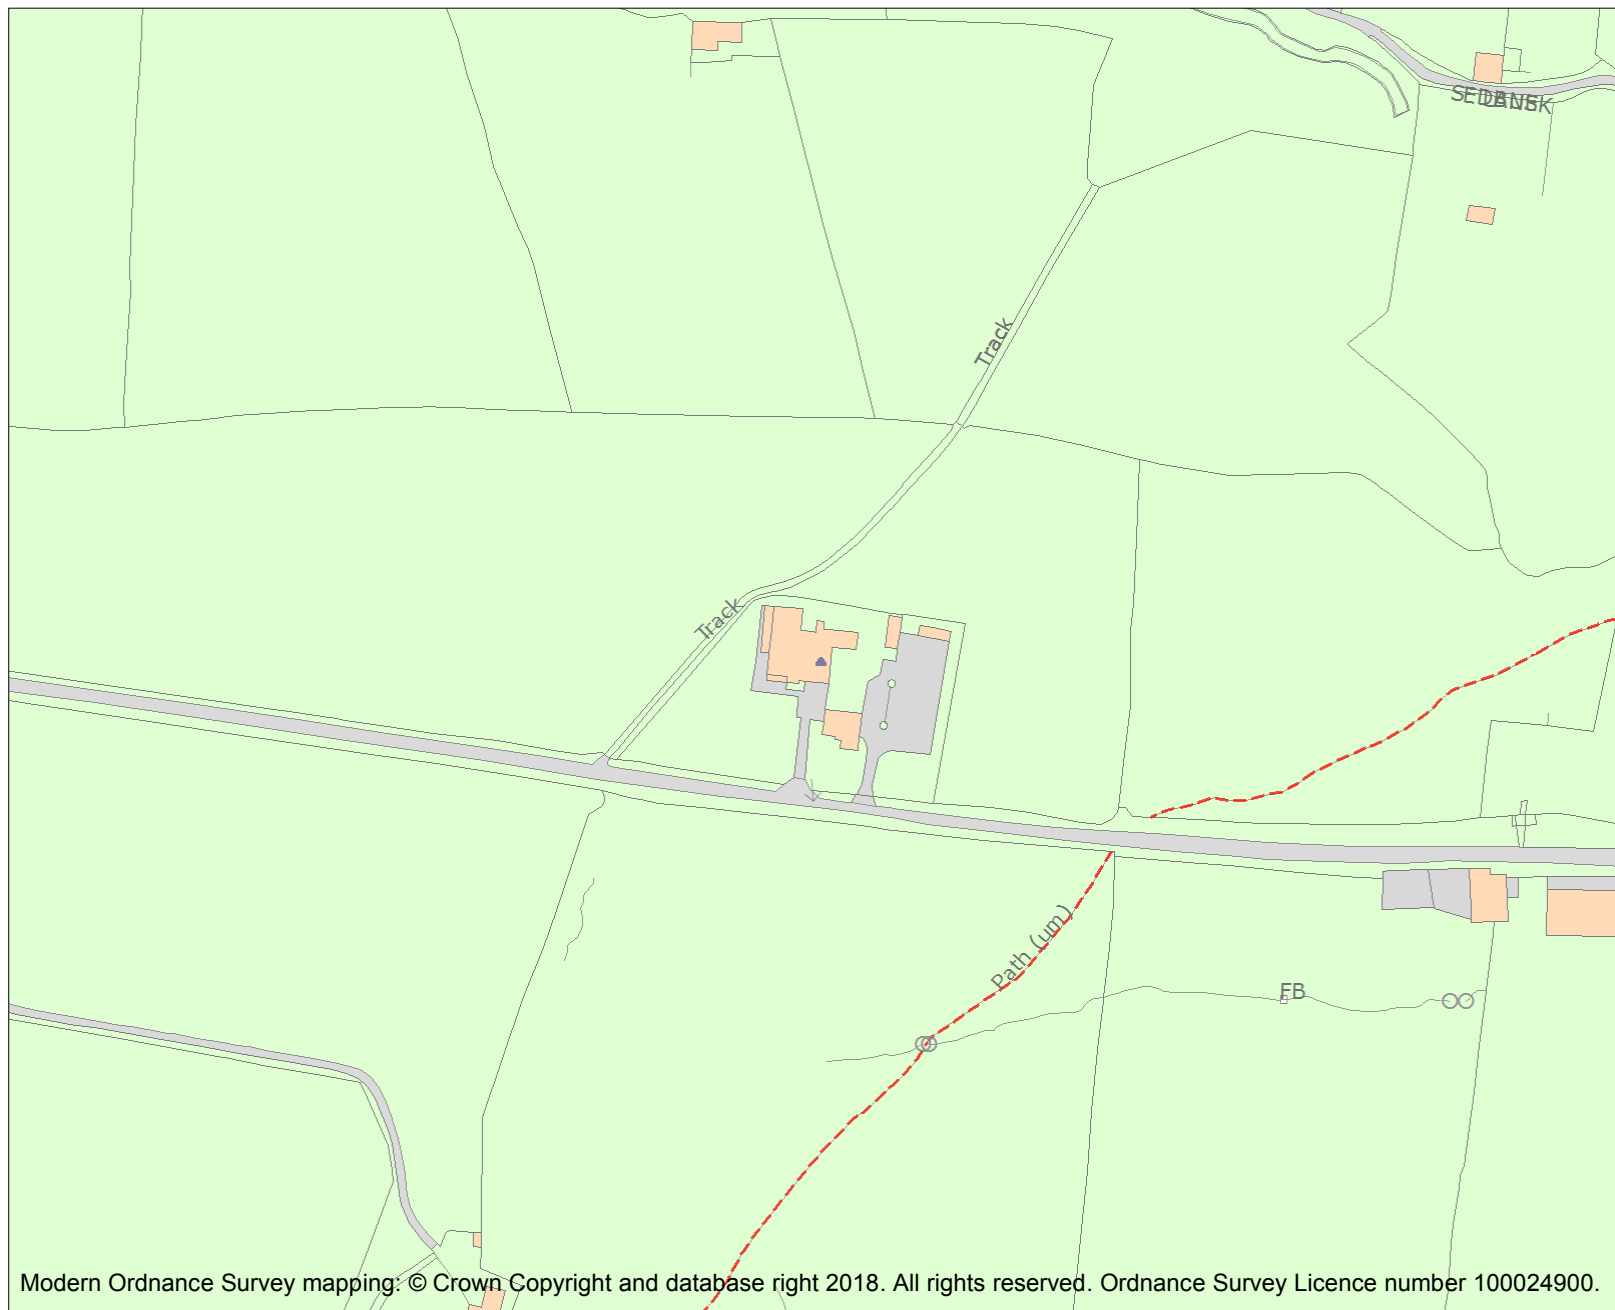 Track
Track
Path (um)
FB
Modern Ordnance Survey mapping: © Crown Copyright and database right 2018. All rights reserved. Ordnance Survey Licence number 100024900.